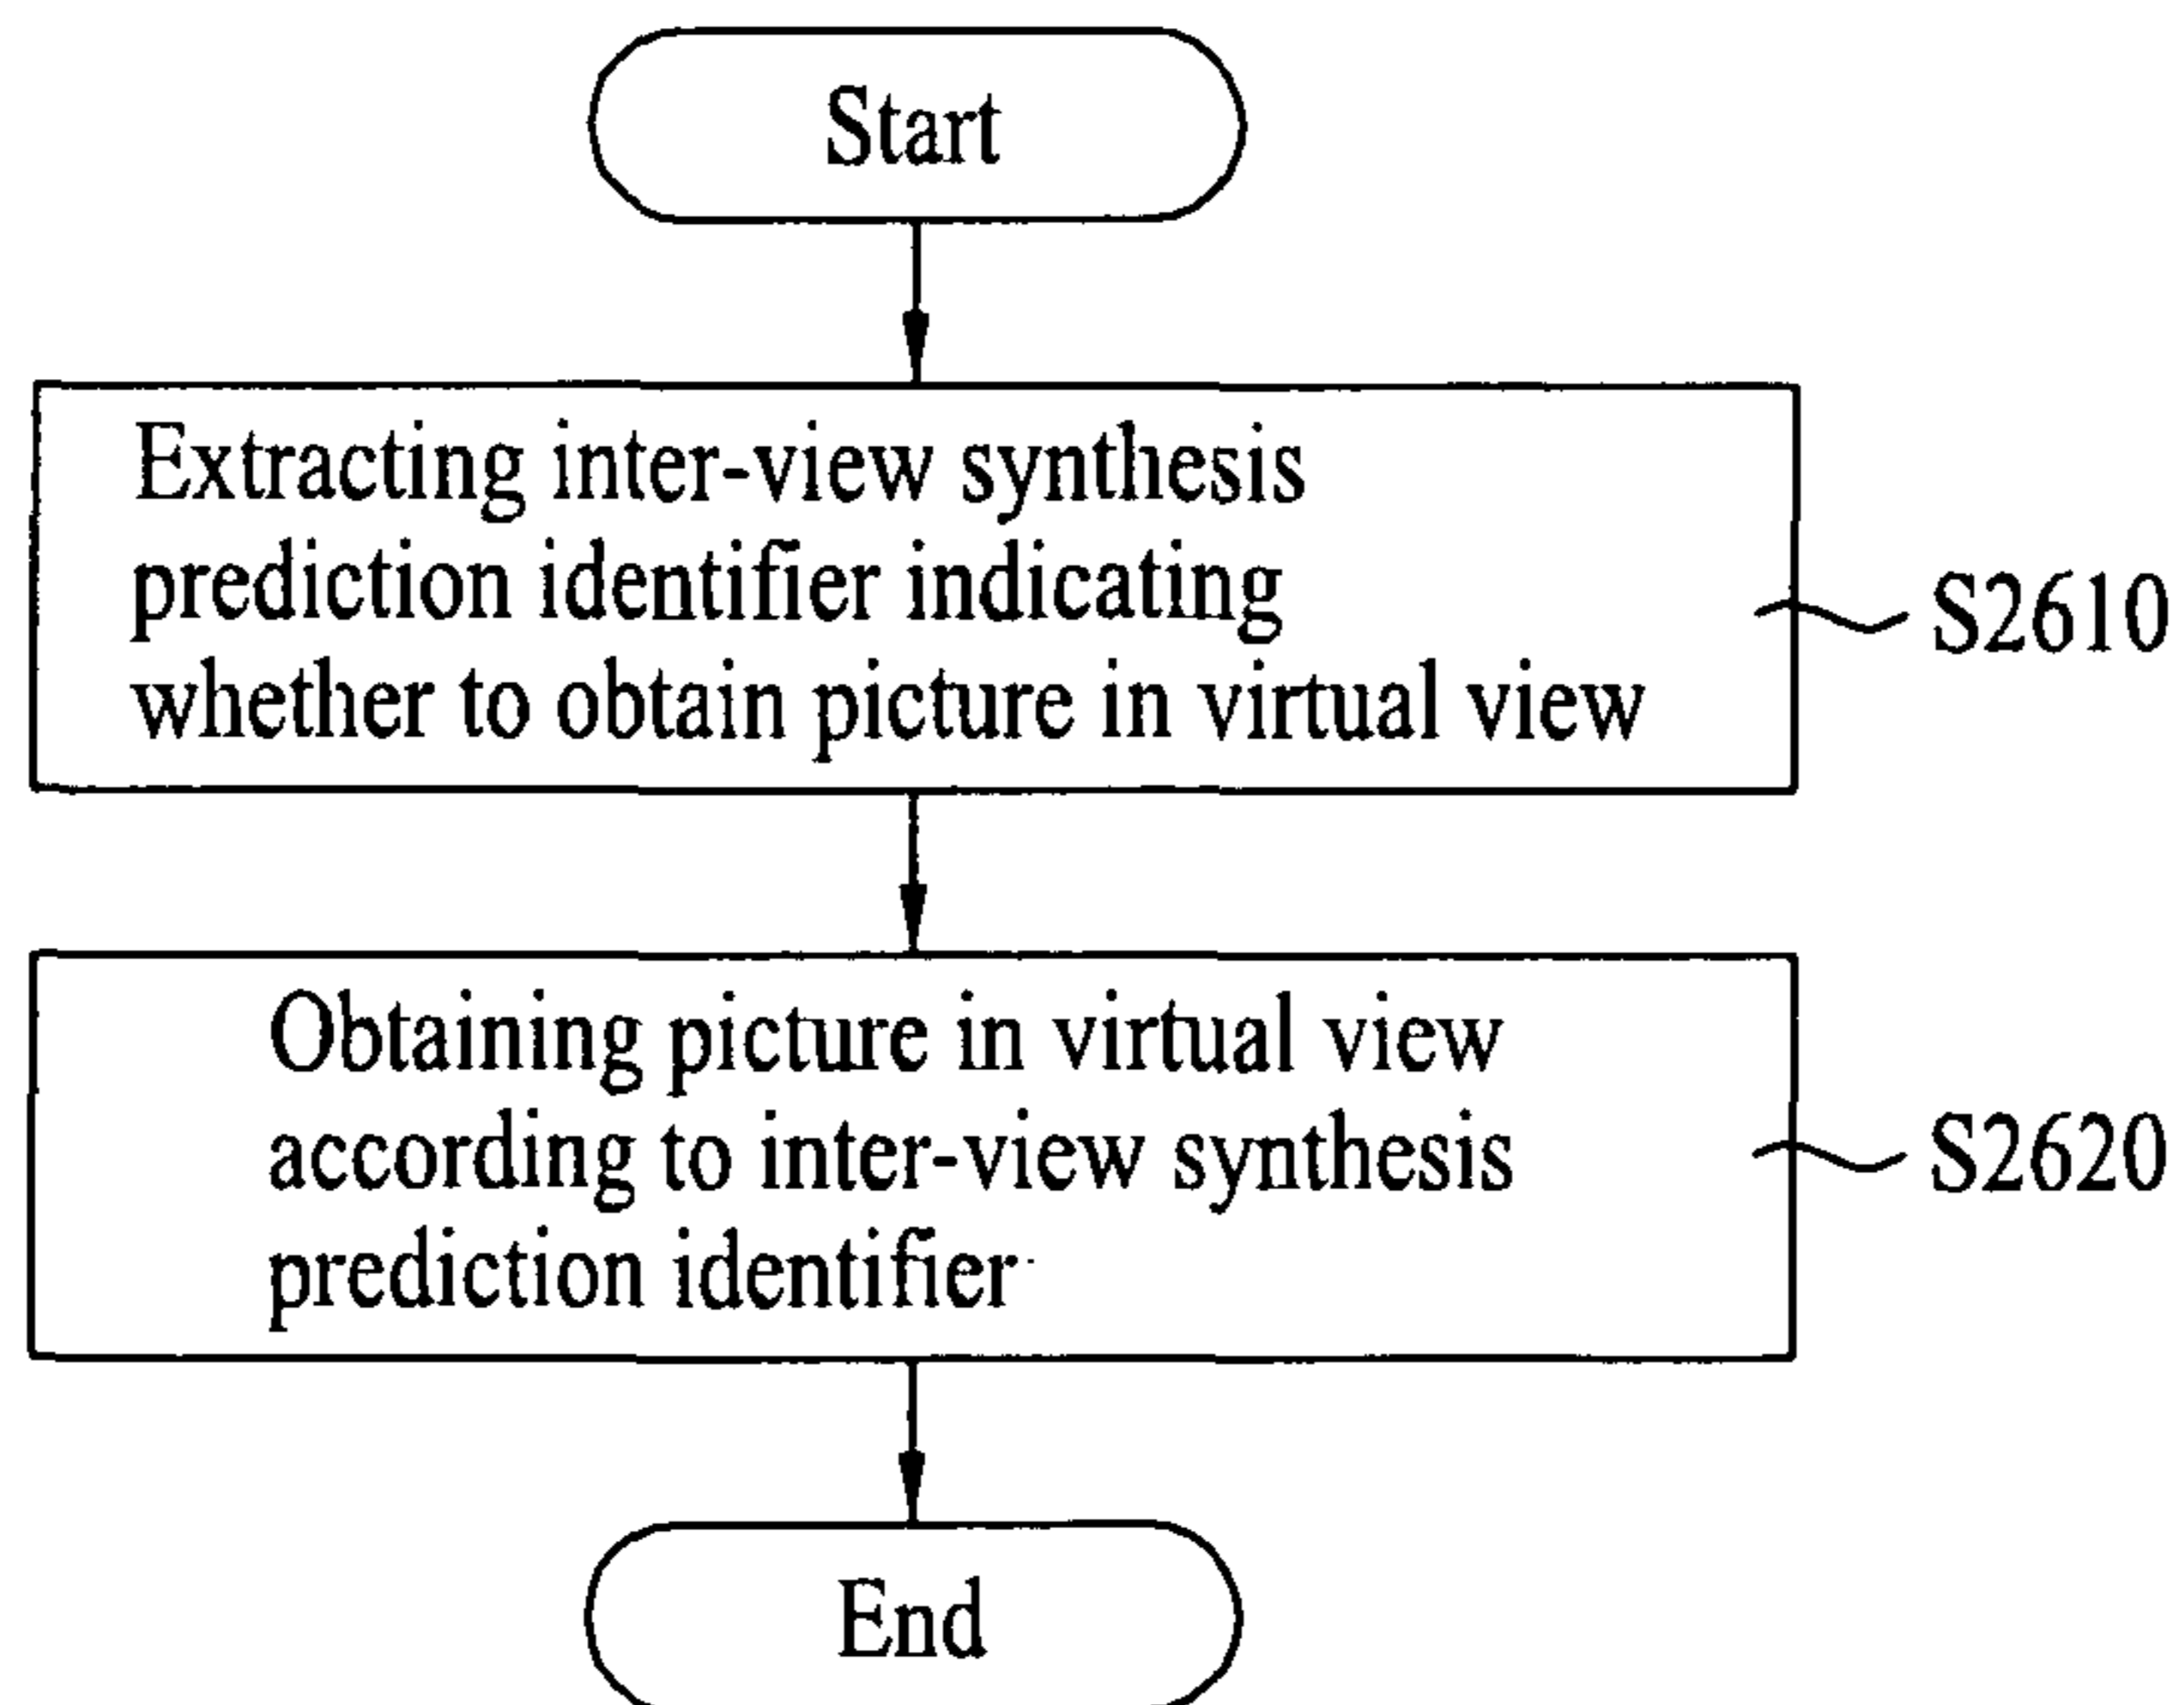 Start
Extracting inter-view synthesis
prediction identifier indicating
whether to obtain picture in virtual view
S2610
Obtaining picture in virtual view
according to inter-view synthesis
prediction identifier
S2620
End